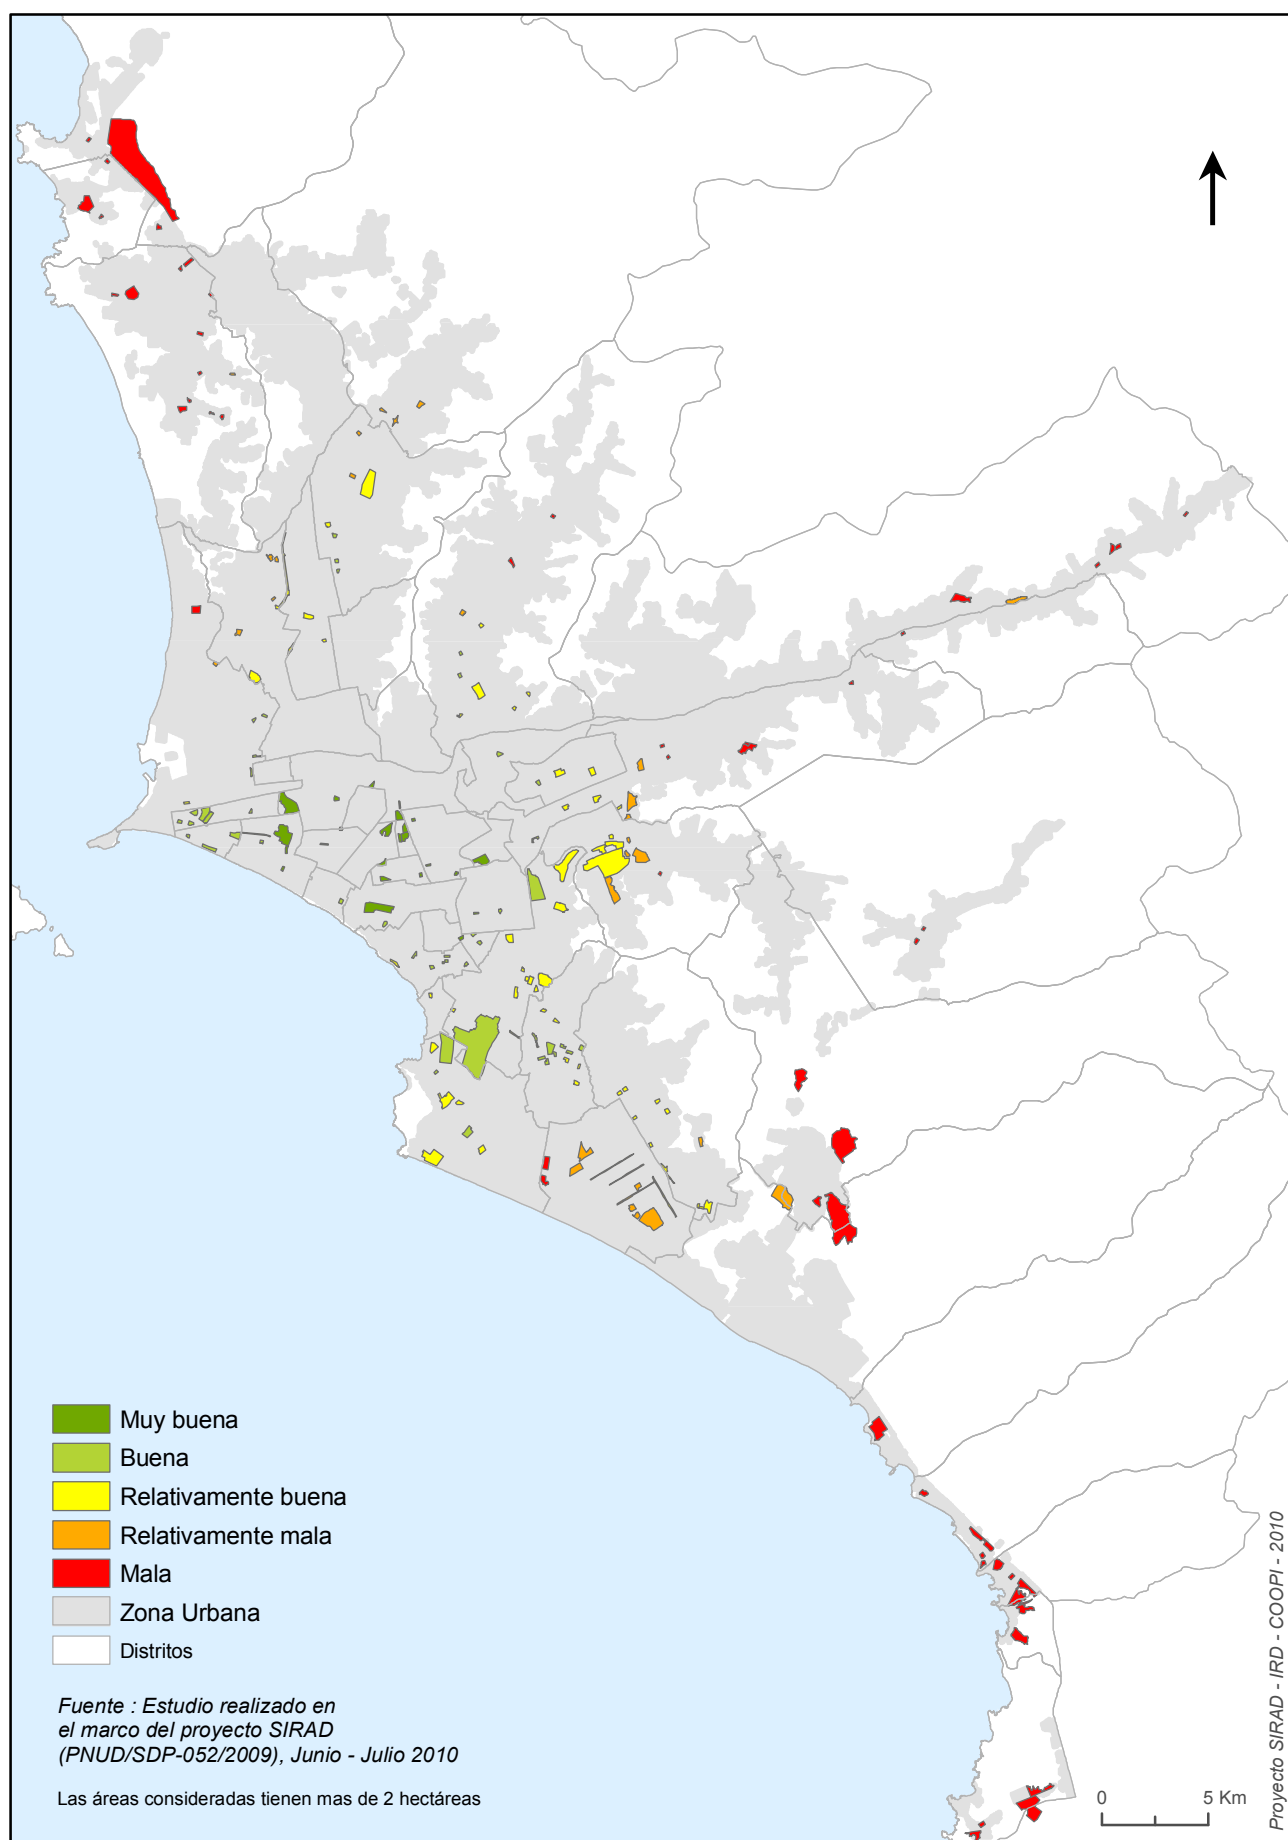 Muy buena
Buena
Relativamente buena
Relativamente mala
Mala
Zona Urbana
Distritos
Fuente : Estudio realizado en
el marco del proyecto SIRAD
(PNUD/SDP-052/2009), Junio - Julio 2010
Las áreas consideradas tienen mas de 2 hectáreas
0 5 Km
Proyecto SIRAD - IRD - COOPI - 2010